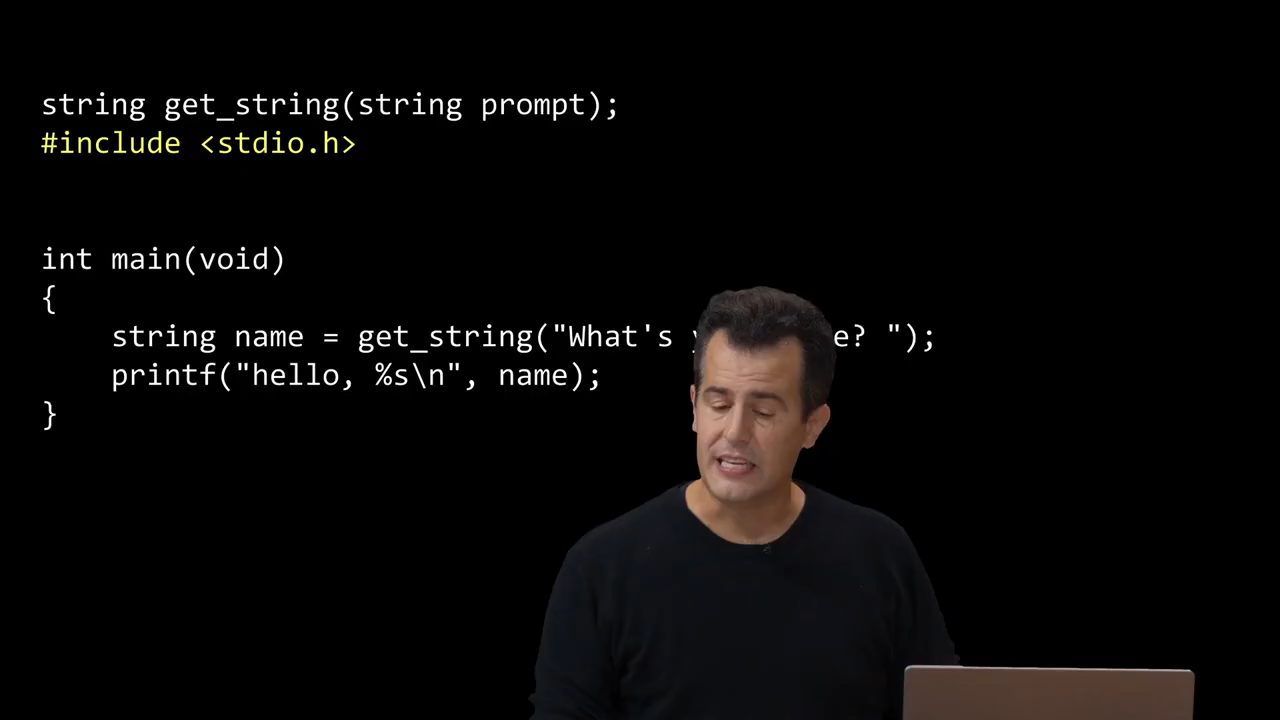 string get_string(string prompt);
#include <stdio.h>
int main(void)
{
    string name = get_string("What's ? ");
    printf("hello, %s\n", name);
}